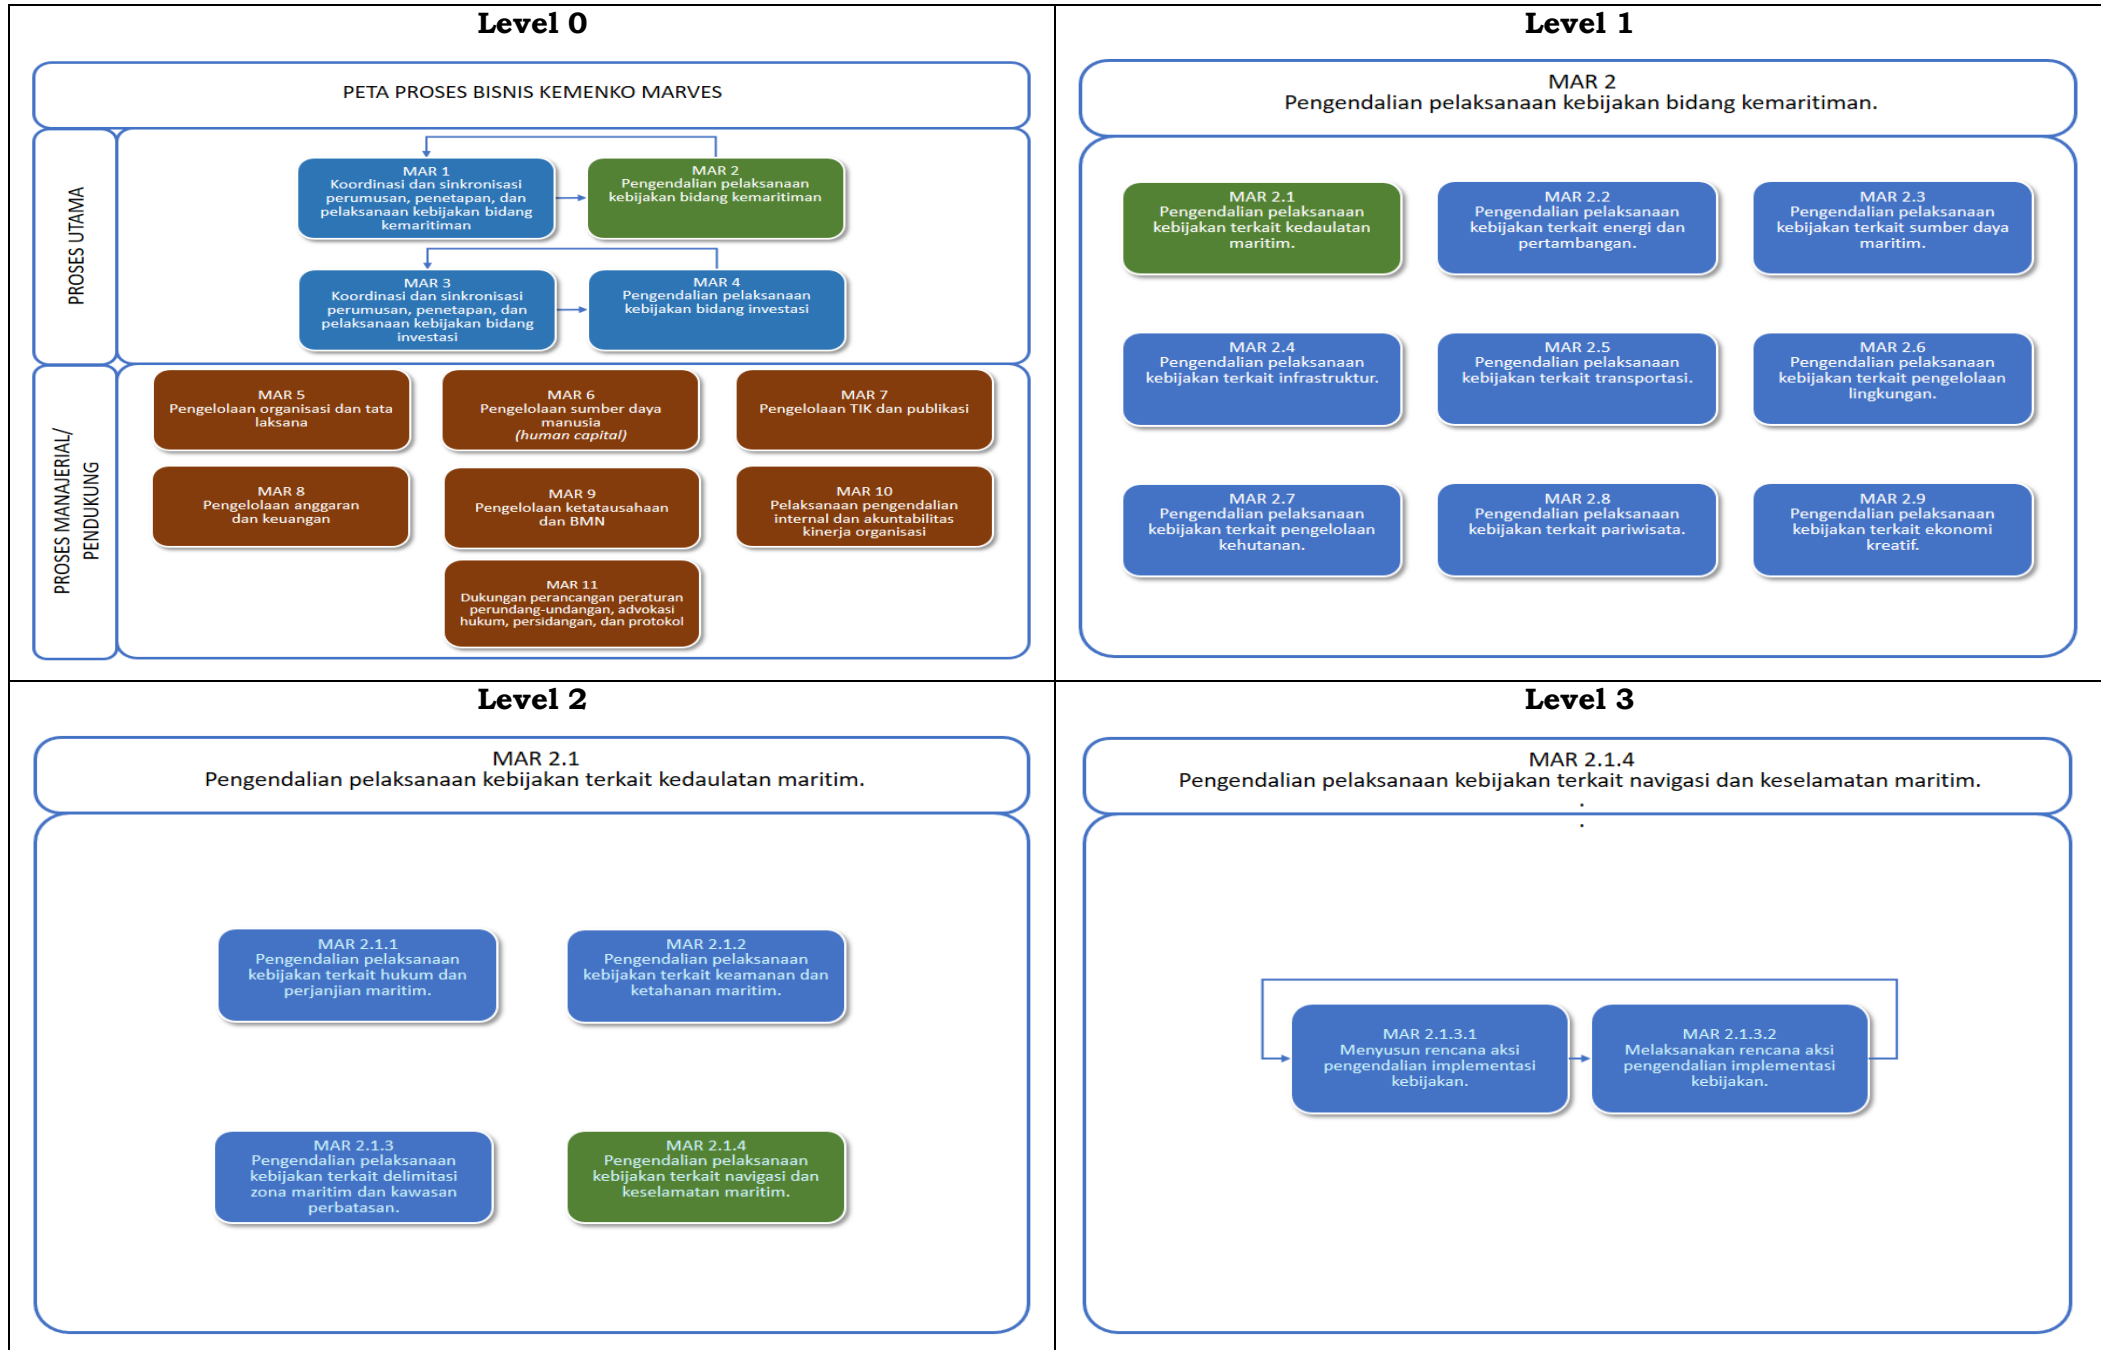 Level 0
PETA PROSES BISNIS KEMENKO MARVES
PROSES UTAMA
MAR 1
Koordinasi dan sinkronisasi
perumusan, penetapan, dan
pelaksanaan kebijakan bidang
kemaritiman
MAR 2
Pengendalian pelaksanaan
kebijakan bidang kemaritiman
MAR 3
Koordinasi dan sinkronisasi
perumusan, penetapan, dan
pelaksanaan kebijakan bidang
investasi
MAR 4
Pengendalian pelaksanaan
kebijakan bidang investasi
PROSES MANAJERIAL/
PENDUKUNG
MAR 5
Pengelolaan organisasi dan tata
laksana
MAR 6
Pengelolaan sumber daya
manusia
(human capital)
MAR 7
Pengelolaan TIK dan publikasi
MAR 8
Pengelolaan anggaran
dan keuangan
MAR 9
Pengelolaan ketatausahaan
dan BMN
MAR 10
Pelaksanaan pengendalian
internal dan akuntabilitas
kinerja organisasi
MAR 11
Dukungan perancangan peraturan
perundang-undangan, advokasi
hukum, persidangan, dan protokol
Level 1
MAR 2
Pengendalian pelaksanaan kebijakan bidang kemaritiman.
MAR 2.1
Pengendalian pelaksanaan
kebijakan terkait kedaulatan
maritim.
MAR 2.2
Pengendalian pelaksanaan
kebijakan terkait energi dan
pertambangan.
MAR 2.3
Pengendalian pelaksanaan
kebijakan terkait sumber daya
maritim.
MAR 2.4
Pengendalian pelaksanaan
kebijakan terkait infrastruktur.
MAR 2.5
Pengendalian pelaksanaan
kebijakan terkait transportasi.
MAR 2.6
Pengendalian pelaksanaan
kebijakan terkait pengelolaan
lingkungan.
MAR 2.7
Pengendalian pelaksanaan
kebijakan terkait pengelolaan
kehutanan.
MAR 2.8
Pengendalian pelaksanaan
kebijakan terkait pariwisata.
MAR 2.9
Pengendalian pelaksanaan
kebijakan terkait ekonomi
kreatif.
Level 2
MAR 2.1
Pengendalian pelaksanaan kebijakan terkait kedaulatan maritim.
MAR 2.1.1
Pengendalian pelaksanaan
kebijakan terkait hukum dan
perjanjian maritim.
MAR 2.1.2
Pengendalian pelaksanaan
kebijakan terkait keamanan dan
ketahanan maritim.
MAR 2.1.3
Pengendalian pelaksanaan
kebijakan terkait delimitasi
zona maritim dan kawasan
perbatasan.
MAR 2.1.4
Pengendalian pelaksanaan
kebijakan terkait navigasi dan
keselamatan maritim.
Level 3
MAR 2.1.4
Pengendalian pelaksanaan kebijakan terkait navigasi dan keselamatan maritim.
.
.
MAR 2.1.3.1
Menyusun rencana aksi
pengendalian implementasi
kebijakan.
MAR 2.1.3.2
Melaksanakan rencana aksi
pengendalian implementasi
kebijakan.